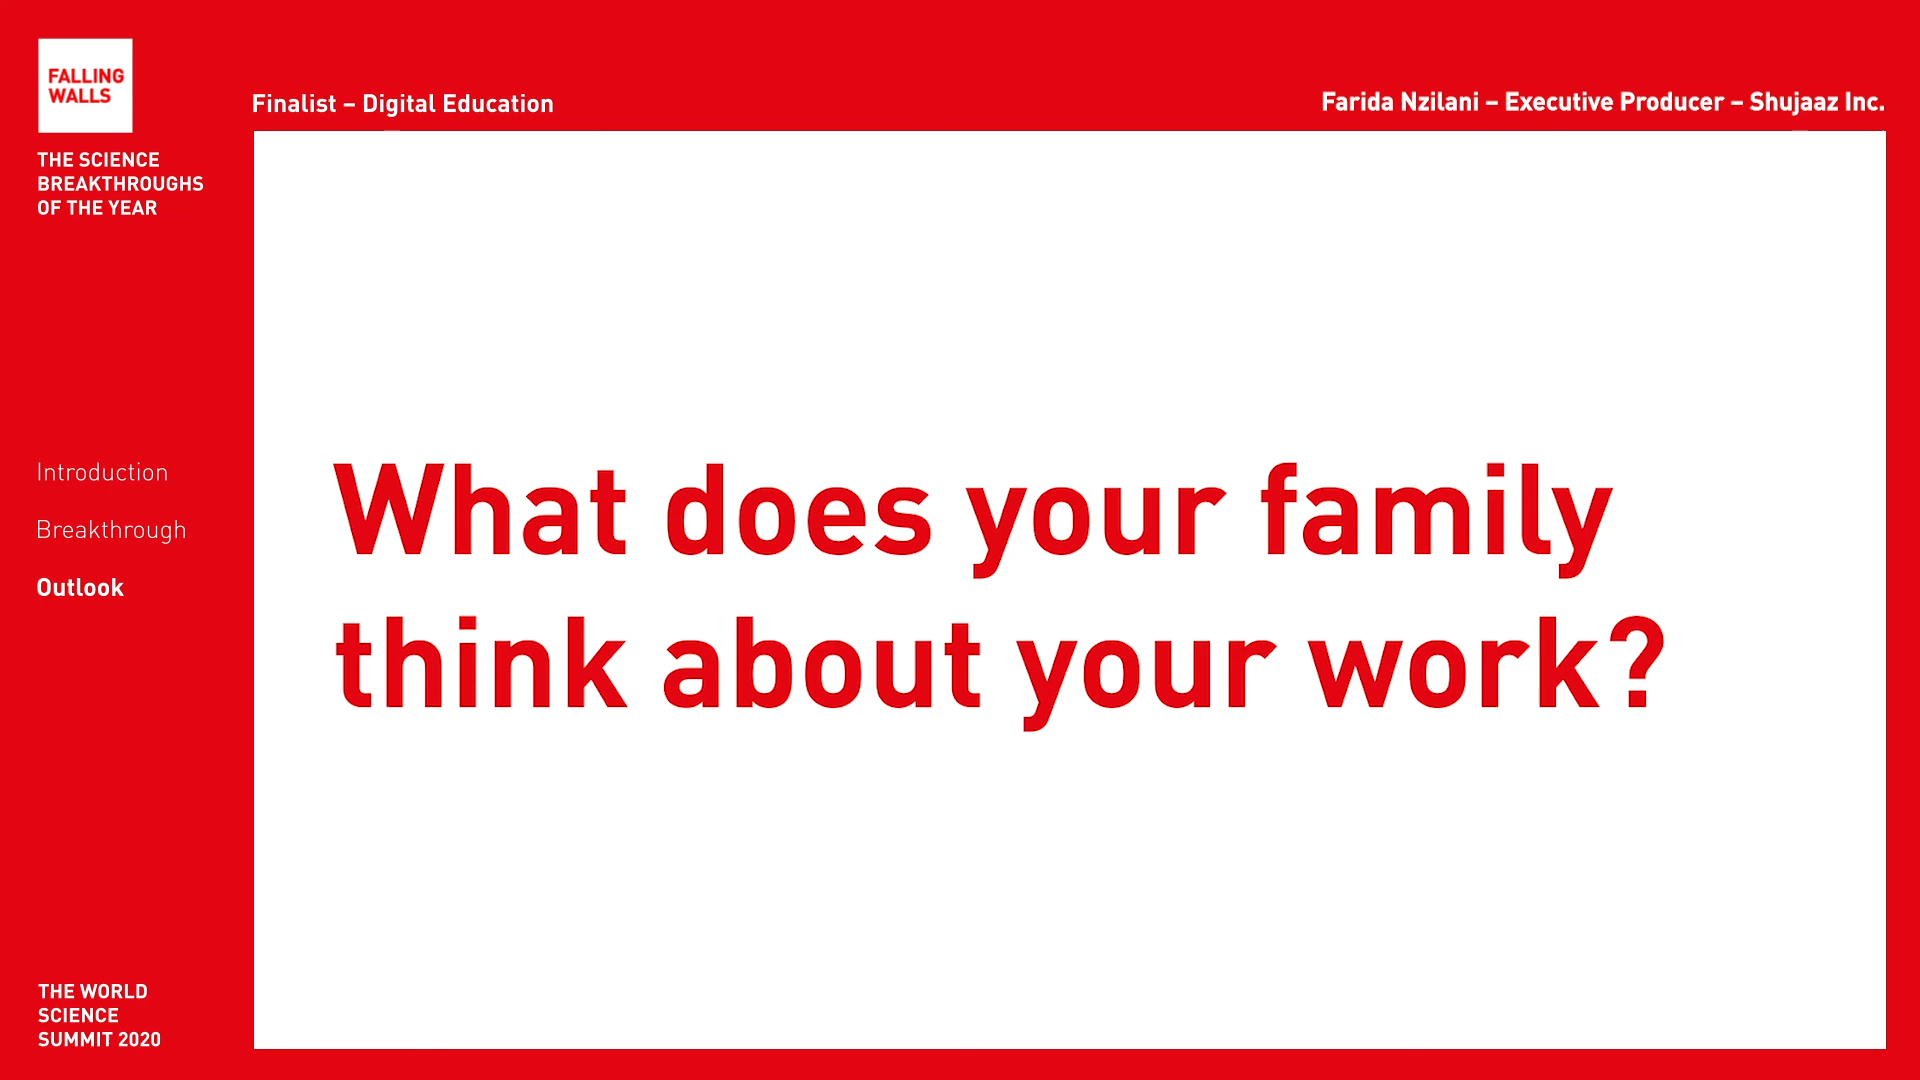 FALLING
WALLS
THE SCIENCE
BREAKTHROUGHS
OF THE YEAR
Finalist – Digital Education
Farida Nzilani – Executive Producer – Shujaaz Inc.
Introduction
Breakthrough
Outlook
What does your family
think about your work?
THE WORLD
SCIENCE
SUMMIT 2020